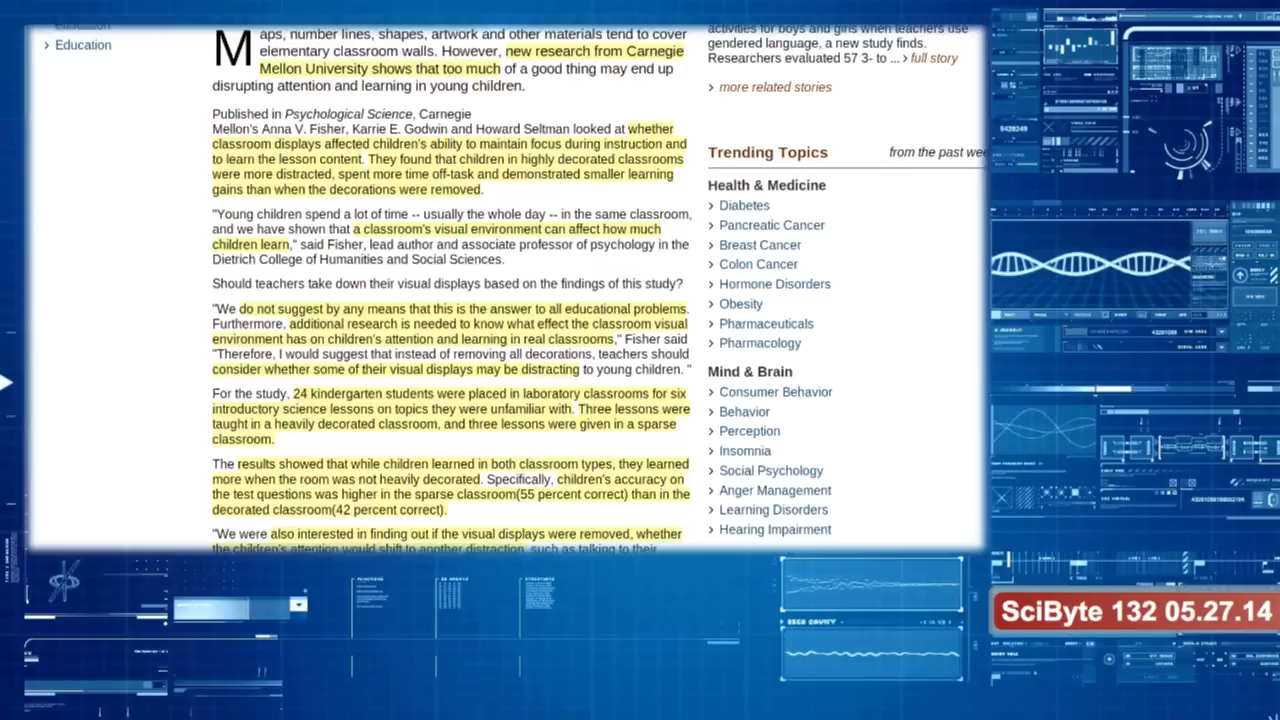 Education
Maps, number lines, shapes, artwork and other materials tend to cover
elementary classroom walls. However, new research from Carnegie
Mellon University shows that too much of a good thing may end up
disrupting attention and learning in young children.
Published in Psychological Science, Carnegie
Mellon's Anna V. Fisher, Karrie E. Godwin and Howard Seltman looked at whether
classroom displays affected children's ability to maintain focus during instruction and
to learn the lesson content. They found that children in highly decorated classrooms
were more distracted, spent more time off-task and demonstrated smaller learning
gains than when the decorations were removed.
"Young children spend a lot of time -- usually the whole day -- in the same classroom,
and we have shown that a classroom's visual environment can affect how much
children learn," said Fisher, lead author and associate professor of psychology in the
Dietrich College of Humanities and Social Sciences.
Should teachers take down their visual displays based on the findings of this study?
"We do not suggest by any means that this is the answer to all educational problems.
Furthermore, additional research is needed to know what effect the classroom visual
environment has on children's attention and learning in real classrooms," Fisher said
"Therefore, I would suggest that instead of removing all decorations, teachers should
consider whether some of their visual displays may be distracting to young children. "
For the study, 24 kindergarten students were placed in laboratory classrooms for six
introductory science lessons on topics they were unfamiliar with. Three lessons were
taught in a heavily decorated classroom, and three lessons were given in a sparse
classroom.
The results showed that while children learned in both classroom types, they learned
more when the room was not heavily decorated. Specifically, children's accuracy on
the test questions was higher in the sparse classroom(55 percent correct) than in the
decorated classroom(42 percent correct).
"We were also interested in finding out if the visual displays were removed, whether
the children's attention would shift to another distraction, such as talking to their
activities for boys and girls when teachers use
gendered language, a new study finds.
Researchers evaluated 57 3- to ... › full story
› more related stories
Trending Topics from the past wee
Health & Medicine
› Diabetes
› Pancreatic Cancer
› Breast Cancer
› Colon Cancer
› Hormone Disorders
› Obesity
› Pharmaceuticals
› Pharmacology
Mind & Brain
› Consumer Behavior
› Behavior
› Perception
› Insomnia
› Social Psychology
› Anger Management
› Learning Disorders
› Hearing Impairment
SciByte 132 05.27.14